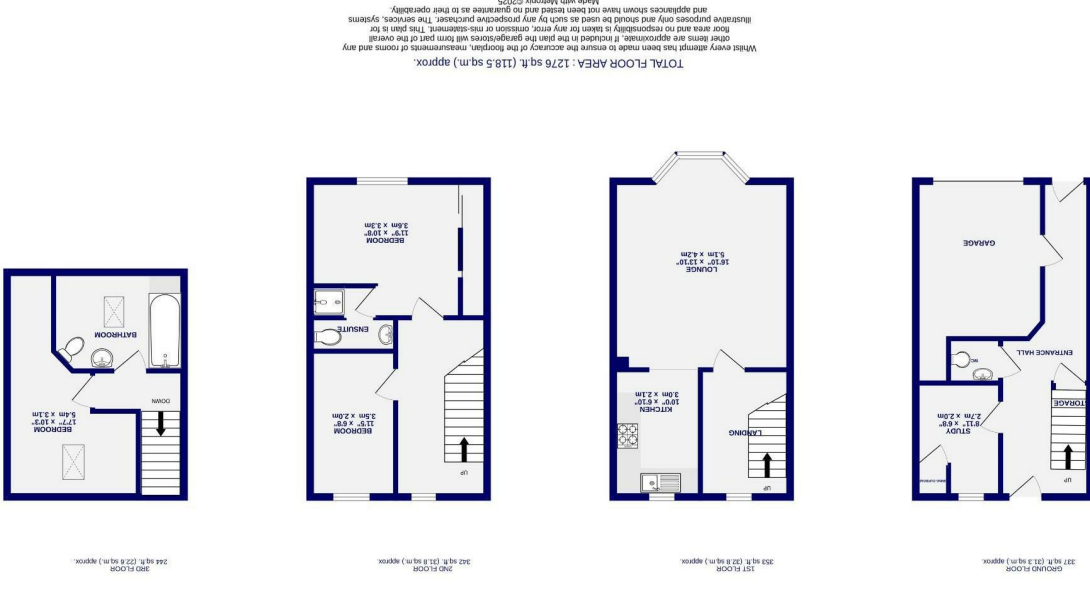 GROUND FLOOR
337 sq.ft. (31.3 sq.m.) approx.
1ST FLOOR
353 sq.ft. (32.8 sq.m.) approx.
2ND FLOOR
342 sq.ft. (31.8 sq.m.) approx.
3RD FLOOR
244 sq.ft. (22.6 sq.m.) approx.
UP
STUDY
8'11" x 6'8"
2.7m x 2.0m
STORAGE
WC
ENTRANCE HALL
GARAGE
UP
LANDING
KITCHEN
10'0" x 6'10"
3.0m x 2.1m
LOUNGE
16'10" x 13'10"
5.1m x 4.2m
UP
BEDROOM
11'5" x 6'8"
3.5m x 2.0m
ENSUITE
BEDROOM
11'9" x 10'8"
3.6m x 3.3m
BEDROOM
17'7" x 10'3"
5.4m x 3.1m
DOWN
BATHROOM
TOTAL FLOOR AREA : 1276 sq.ft. (118.5 sq.m.) approx.
Whilst every attempt has been made to ensure the accuracy of the floorplan, measurements of rooms and any
other items are approximate, if included in the plan the garage/stores will form part of the overall
floor area and no responsibility is taken for any error, omission or mis-statement. This plan is for
illustrative purposes only and should be used as such by any prospective purchaser. The services, systems
and appliances shown have not been tested and no guarantee as to their operability.
Made with Metropix ©2025